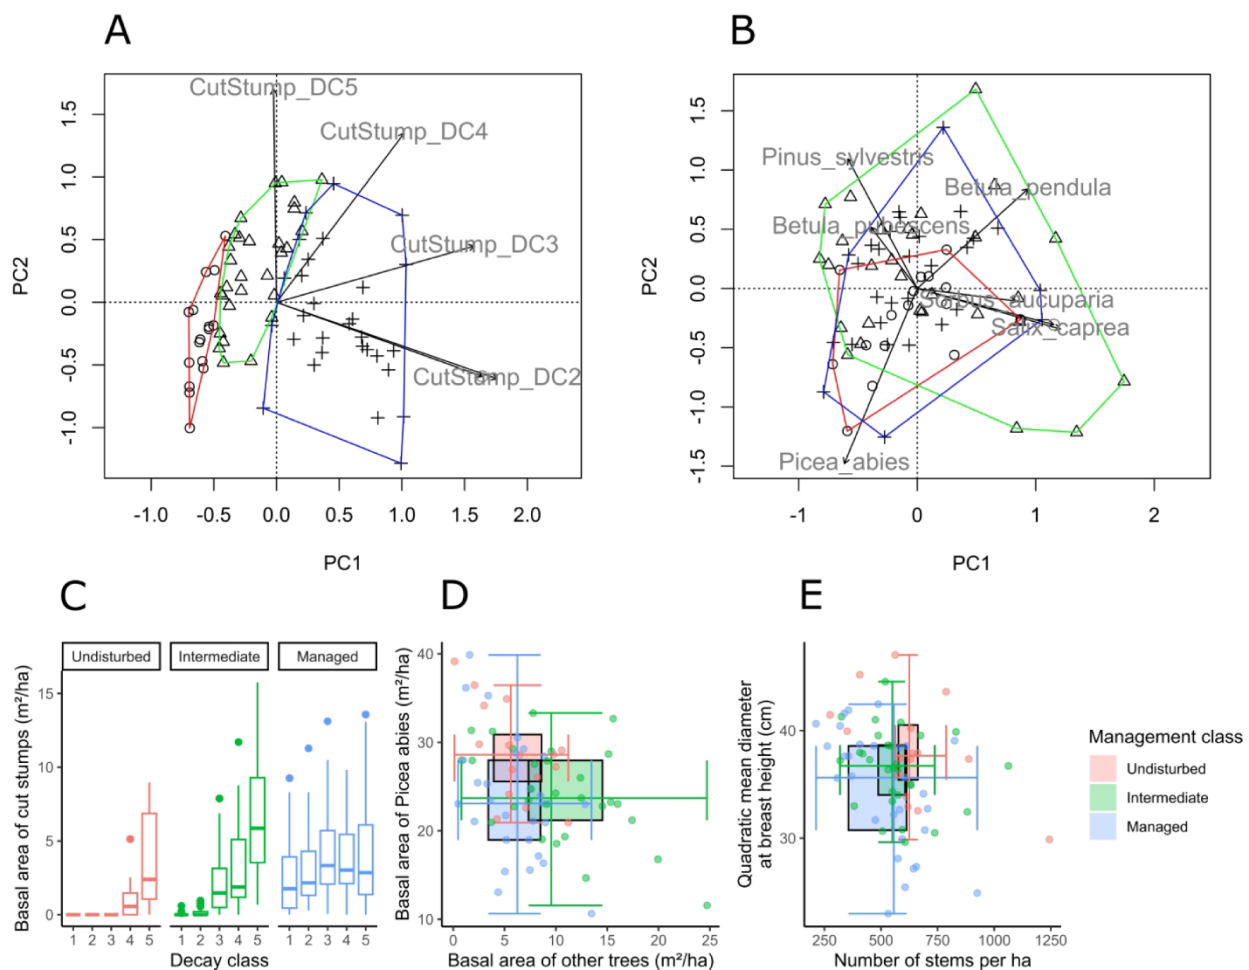 A
B
CutStump_DC5
CutStump_DC4
CutStump_DC3
CutStump_DC2
PC2
1.5
1.0
0.5
0.0
-0.5
-1.0
-1.0
-0.5
0.0
0.5
1.0
1.5
2.0
PC1
Pinus_sylvestris
Betula_pendula
Betula_pubescens
Sorbus_aucuparia
Salix_caprea
Picea_abies
PC2
1.5
1.0
0.5
0.0
-0.5
-1.0
-1.5
-1
0
1
2
PC1
C
D
E
Undisturbed
Intermediate
Managed
Basal area of cut stumps (m²/ha)
15
10
5
0
1 2 3 4 5
1 2 3 4 5
1 2 3 4 5
Decay class
Basal area of Picea abies (m²/ha)
40
30
20
10
0
5
10
15
20
25
Basal area of other trees (m²/ha)
Quadratic mean diameter
at breast height (cm)
40
30
250
500
750
1000
1250
Number of stems per ha
Management class
Undisturbed
Intermediate
Managed